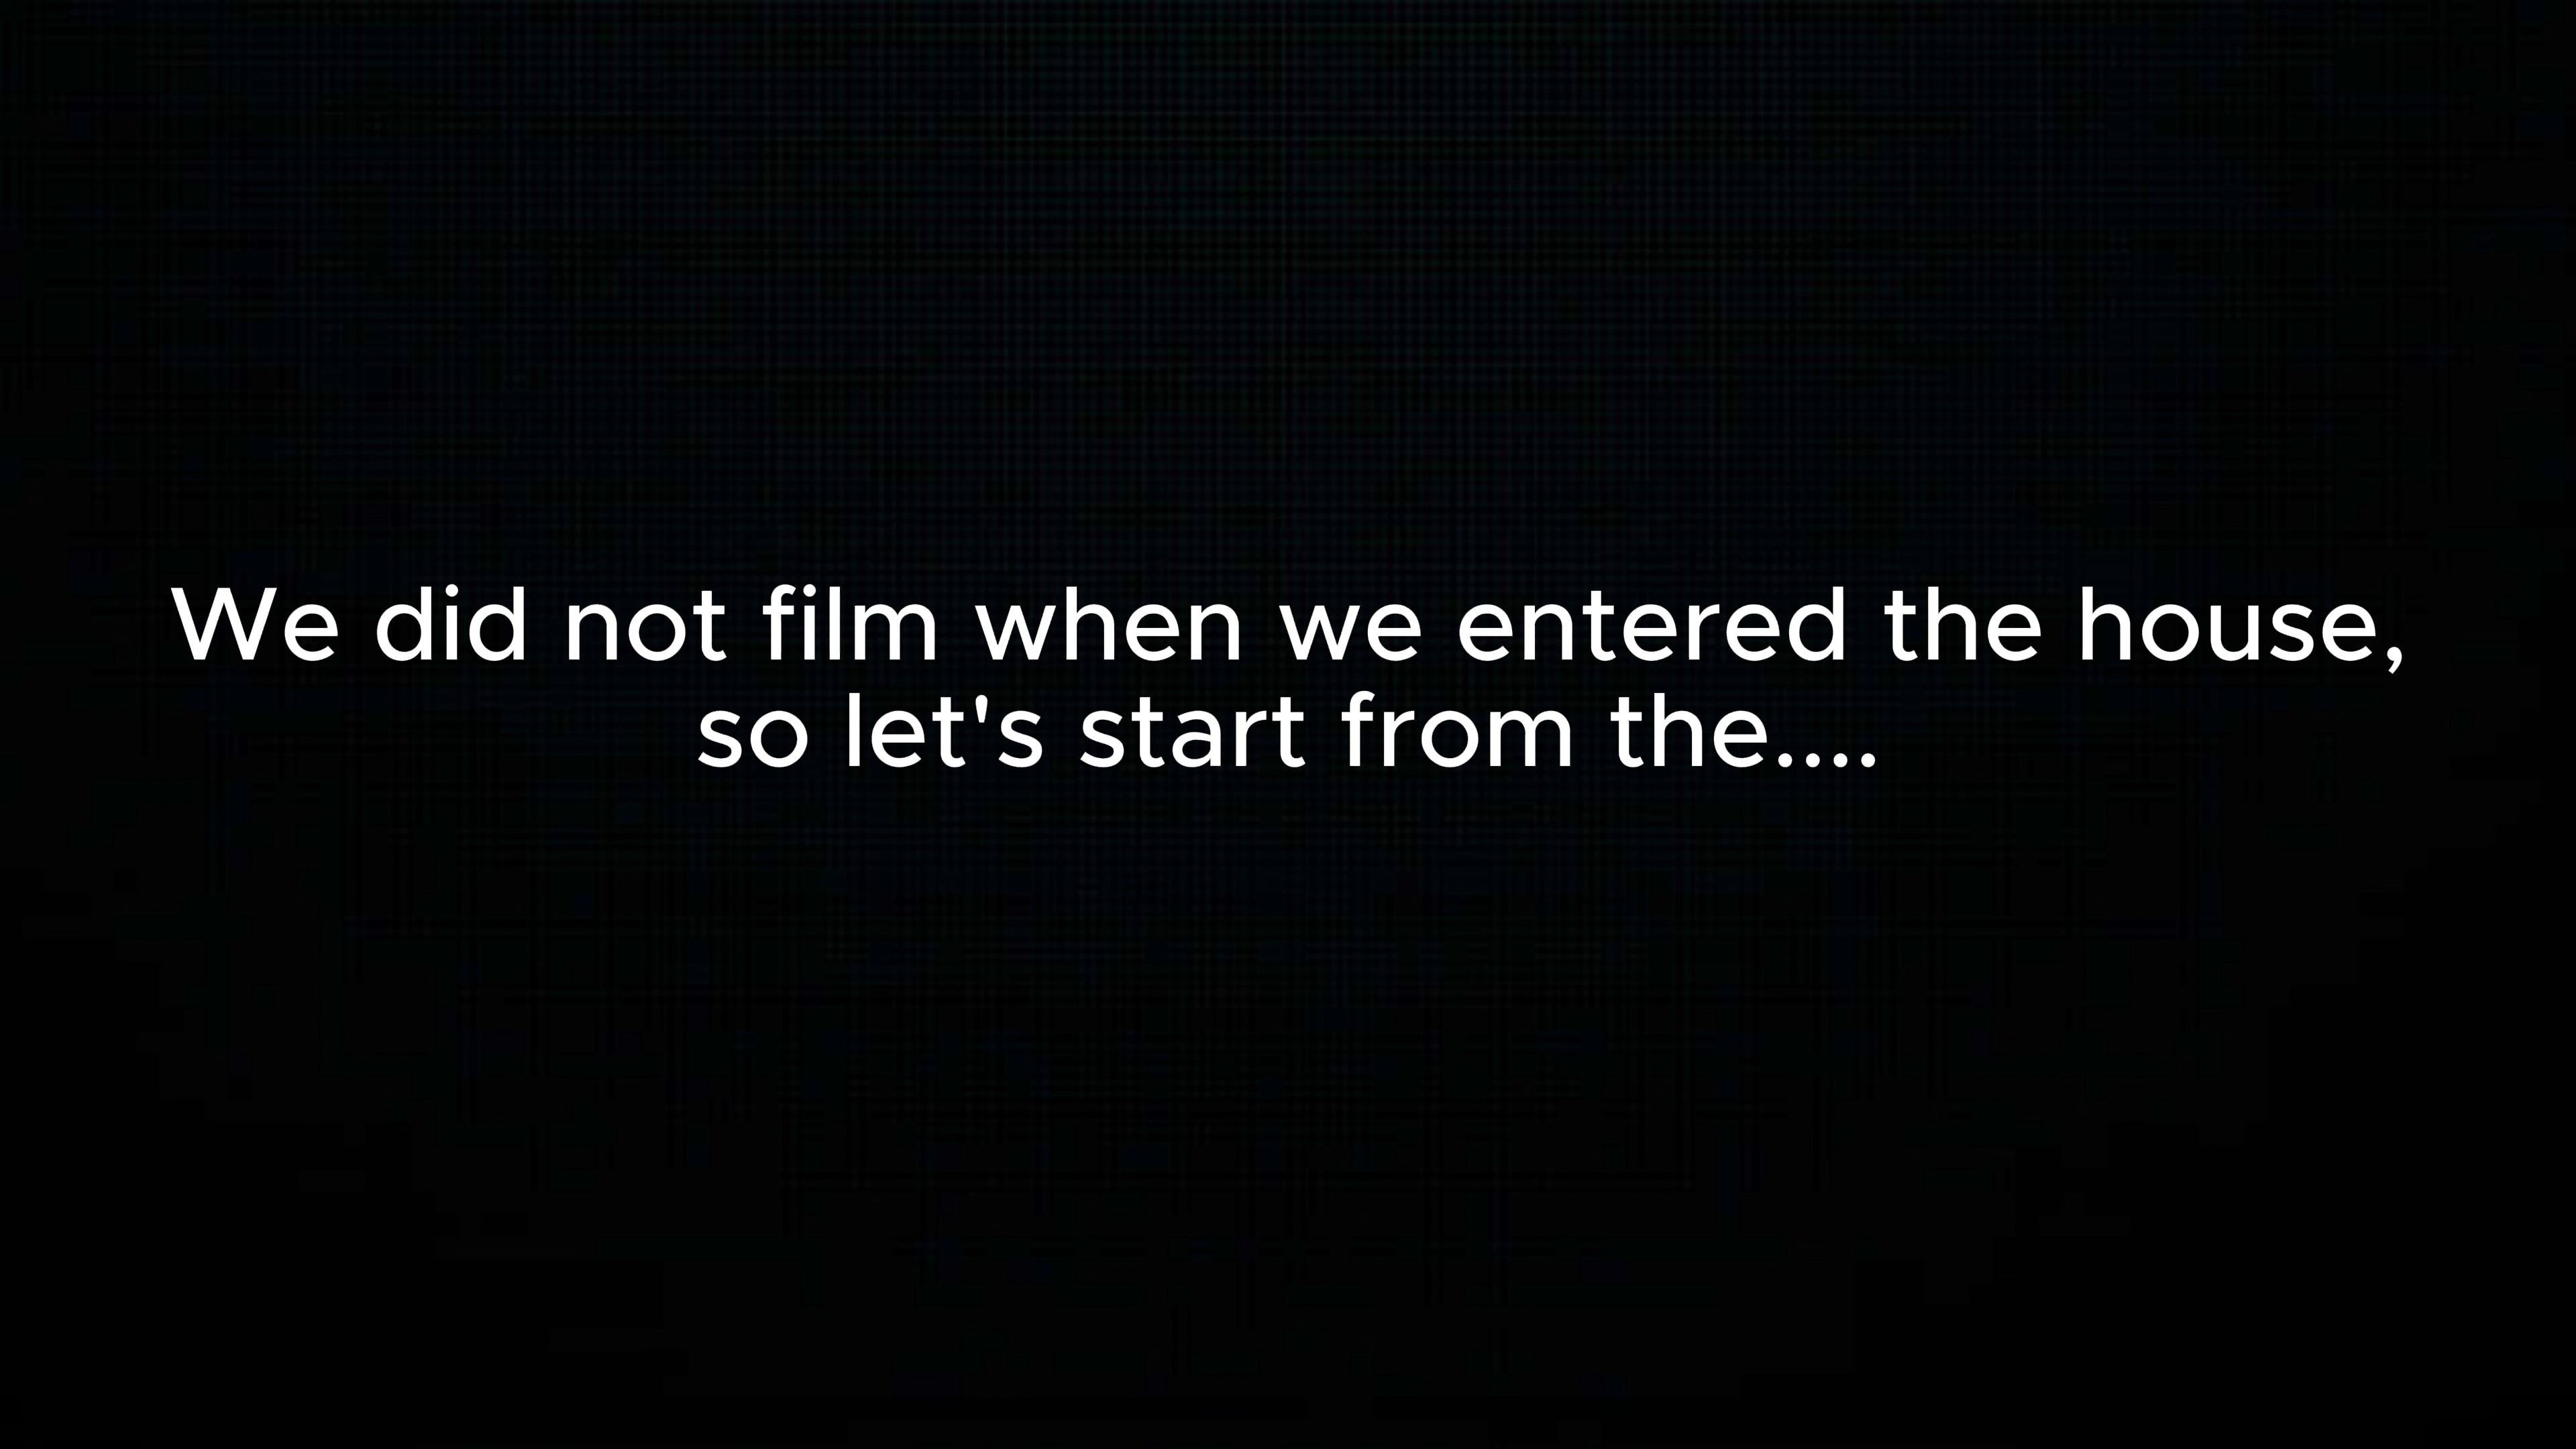 We did not film when we entered the house,
so let's start from the....